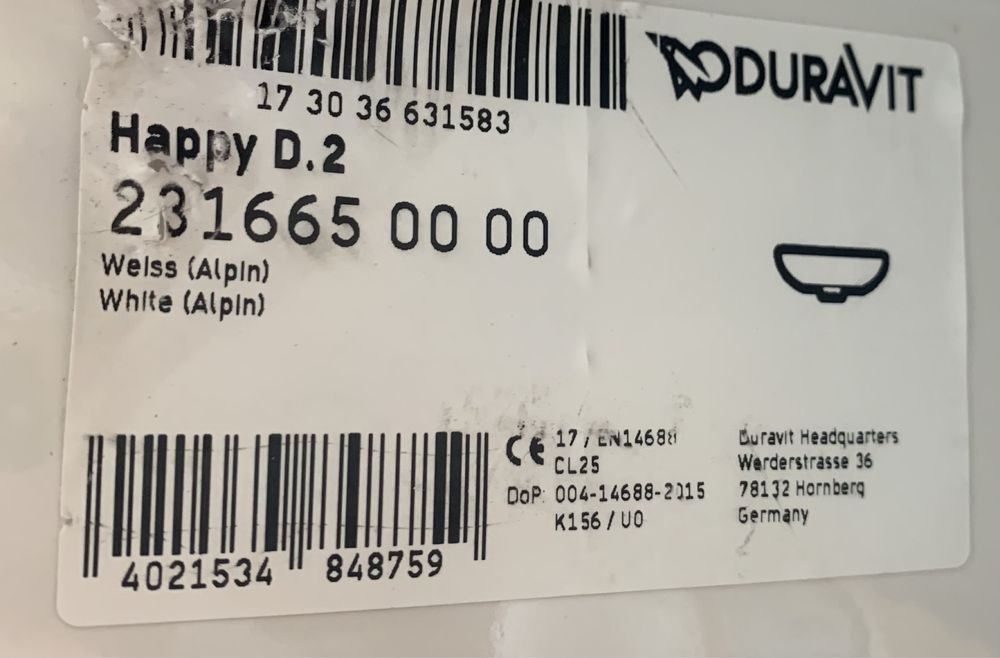 DURAVIT
17 30 36 631583
Happy D.2
231665 00 00
Weiss (Alpin)
White (Alpin)
CE 17 / EN14688
CL25
DoP: 004-14688-2015
K156 / U0
Duravit Headquarters
Werderstrasse 36
78132 Hornberg
Germany
4021534 848759